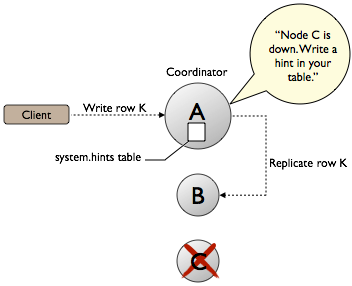 “Node C is
down.Write a
hint in your
table.”
Coordinator
Client
Write row K
A
system.hints table
Replicate row K
B
C